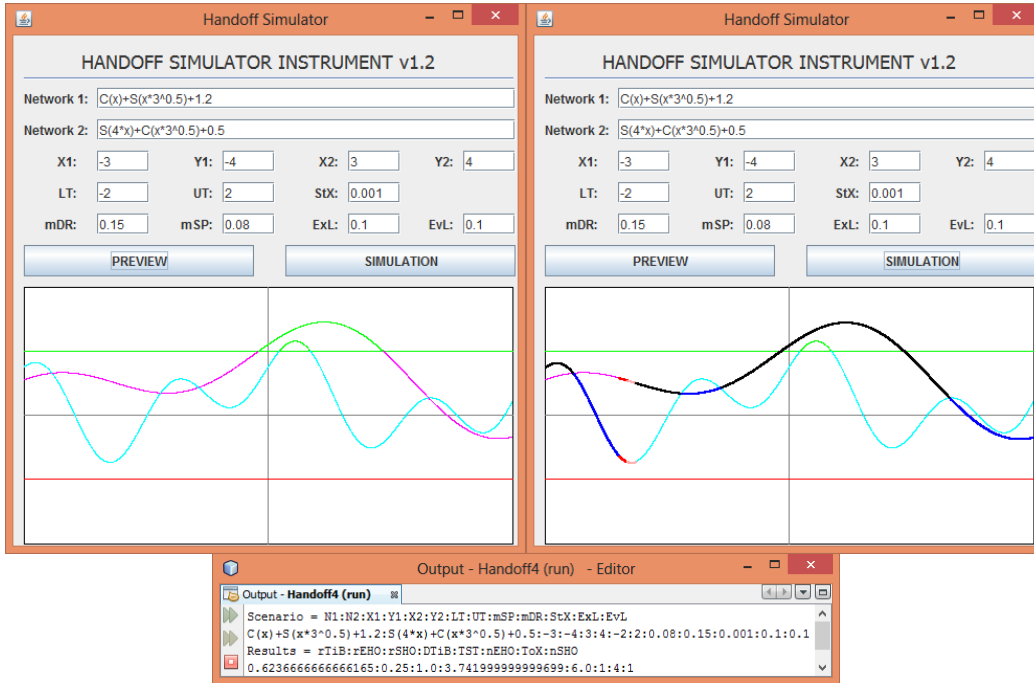 Handoff Simulator
HANDOFF SIMULATOR INSTRUMENT v1.2
Network 1: C(x)+S(x*3^0.5)+1.2
Network 2: S(4*x)+C(x*3^0.5)+0.5
X1: -3 Y1: -4 X2: 3 Y2: 4
LT: -2 UT: 2 StX: 0.001
mDR: 0.15 mSP: 0.08 ExL: 0.1 EvL: 0.1
PREVIEW SIMULATION
Handoff Simulator
HANDOFF SIMULATOR INSTRUMENT v1.2
Network 1: C(x)+S(x*3^0.5)+1.2
Network 2: S(4*x)+C(x*3^0.5)+0.5
X1: -3 Y1: -4 X2: 3 Y2: 4
LT: -2 UT: 2 StX: 0.001
mDR: 0.15 mSP: 0.08 ExL: 0.1 EvL: 0.1
PREVIEW SIMULATION
Output - Handoff4 (run) - Editor
Output - Handoff4 (run)
Scenario = N1:N2:X1:Y1:X2:Y2:LT:UT:mSP:mDR:StX:ExL:EvL
C(x)+S(x*3^0.5)+1.2:S(4*x)+C(x*3^0.5)+0.5:-3:-4:3:4:-2:2:0.08:0.15:0.001:0.1:0.1
Results = rTiB:rEHO:rSHO:DTiB:TST:nEHO:ToX:nSHO
0.6236666666666165:0.25:1.0:3.741999999999699:6.0:1:4:1